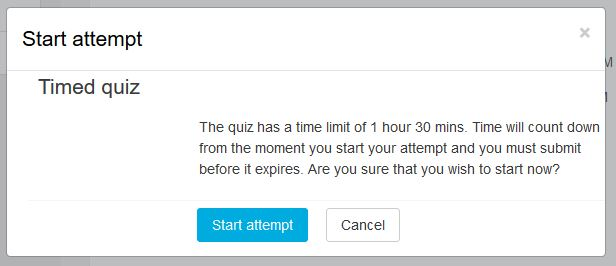 Start attempt
×
Timed quiz
The quiz has a time limit of 1 hour 30 mins. Time will count down
from the moment you start your attempt and you must submit
before it expires. Are you sure that you wish to start now?
Start attempt
Cancel